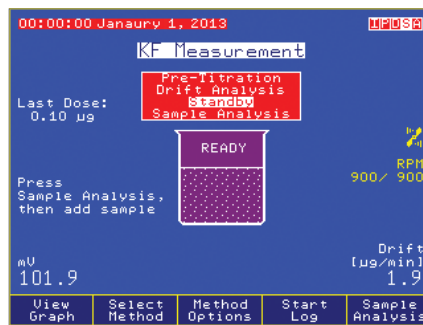 00:00:00 Janaury 1, 2013
KF Measurement
Pre-Titration
Drift Analysis
Standby
Sample Analysis
Last Dose:
0.10 µg
READY
RPM
900/ 900
Press
Sample Analysis,
then add sample
mV
101.9
Drift
[µg/min]
1.9
View
Graph
Select
Method
Method
Options
Start
Log
Sample
Analysis